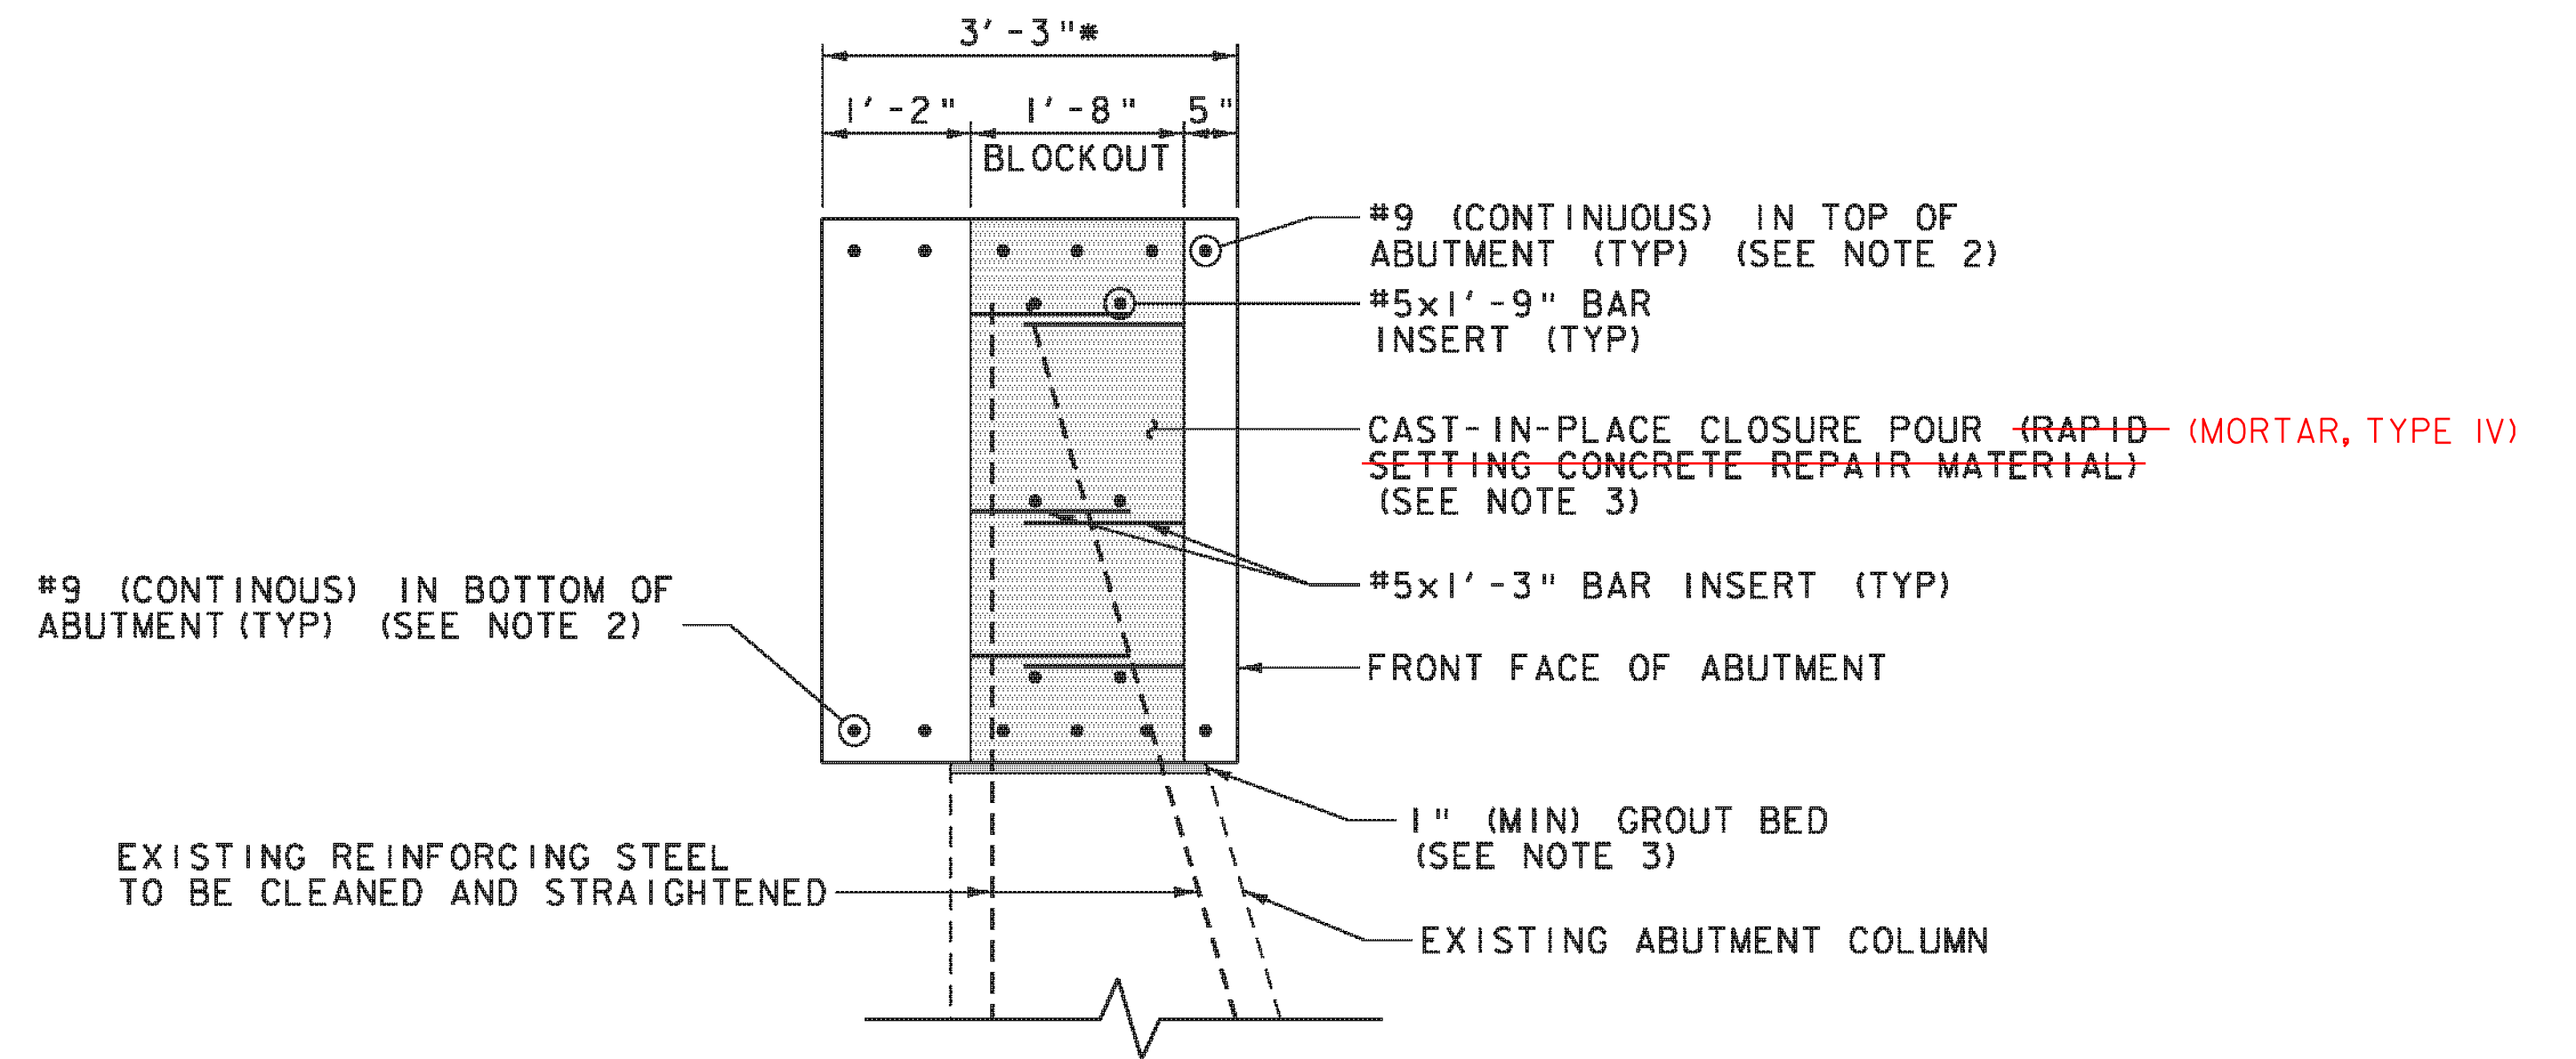 3'-3"*
1'-2" 1'-8" 5"
BLOCKOUT
#9 (CONTINUOUS) IN TOP OF
ABUTMENT (TYP) (SEE NOTE 2)
#5x1'-9" BAR
INSERT (TYP)
CAST-IN-PLACE CLOSURE POUR (RAPID (MORTAR, TYPE IV)
SETTING CONCRETE REPAIR MATERIAL)
(SEE NOTE 3)
#5x1'-3" BAR INSERT (TYP)
#9 (CONTINOUS) IN BOTTOM OF
ABUTMENT (TYP) (SEE NOTE 2)
FRONT FACE OF ABUTMENT
1" (MIN) GROUT BED
(SEE NOTE 3)
EXISTING REINFORCING STEEL
TO BE CLEANED AND STRAIGHTENED
EXISTING ABUTMENT COLUMN